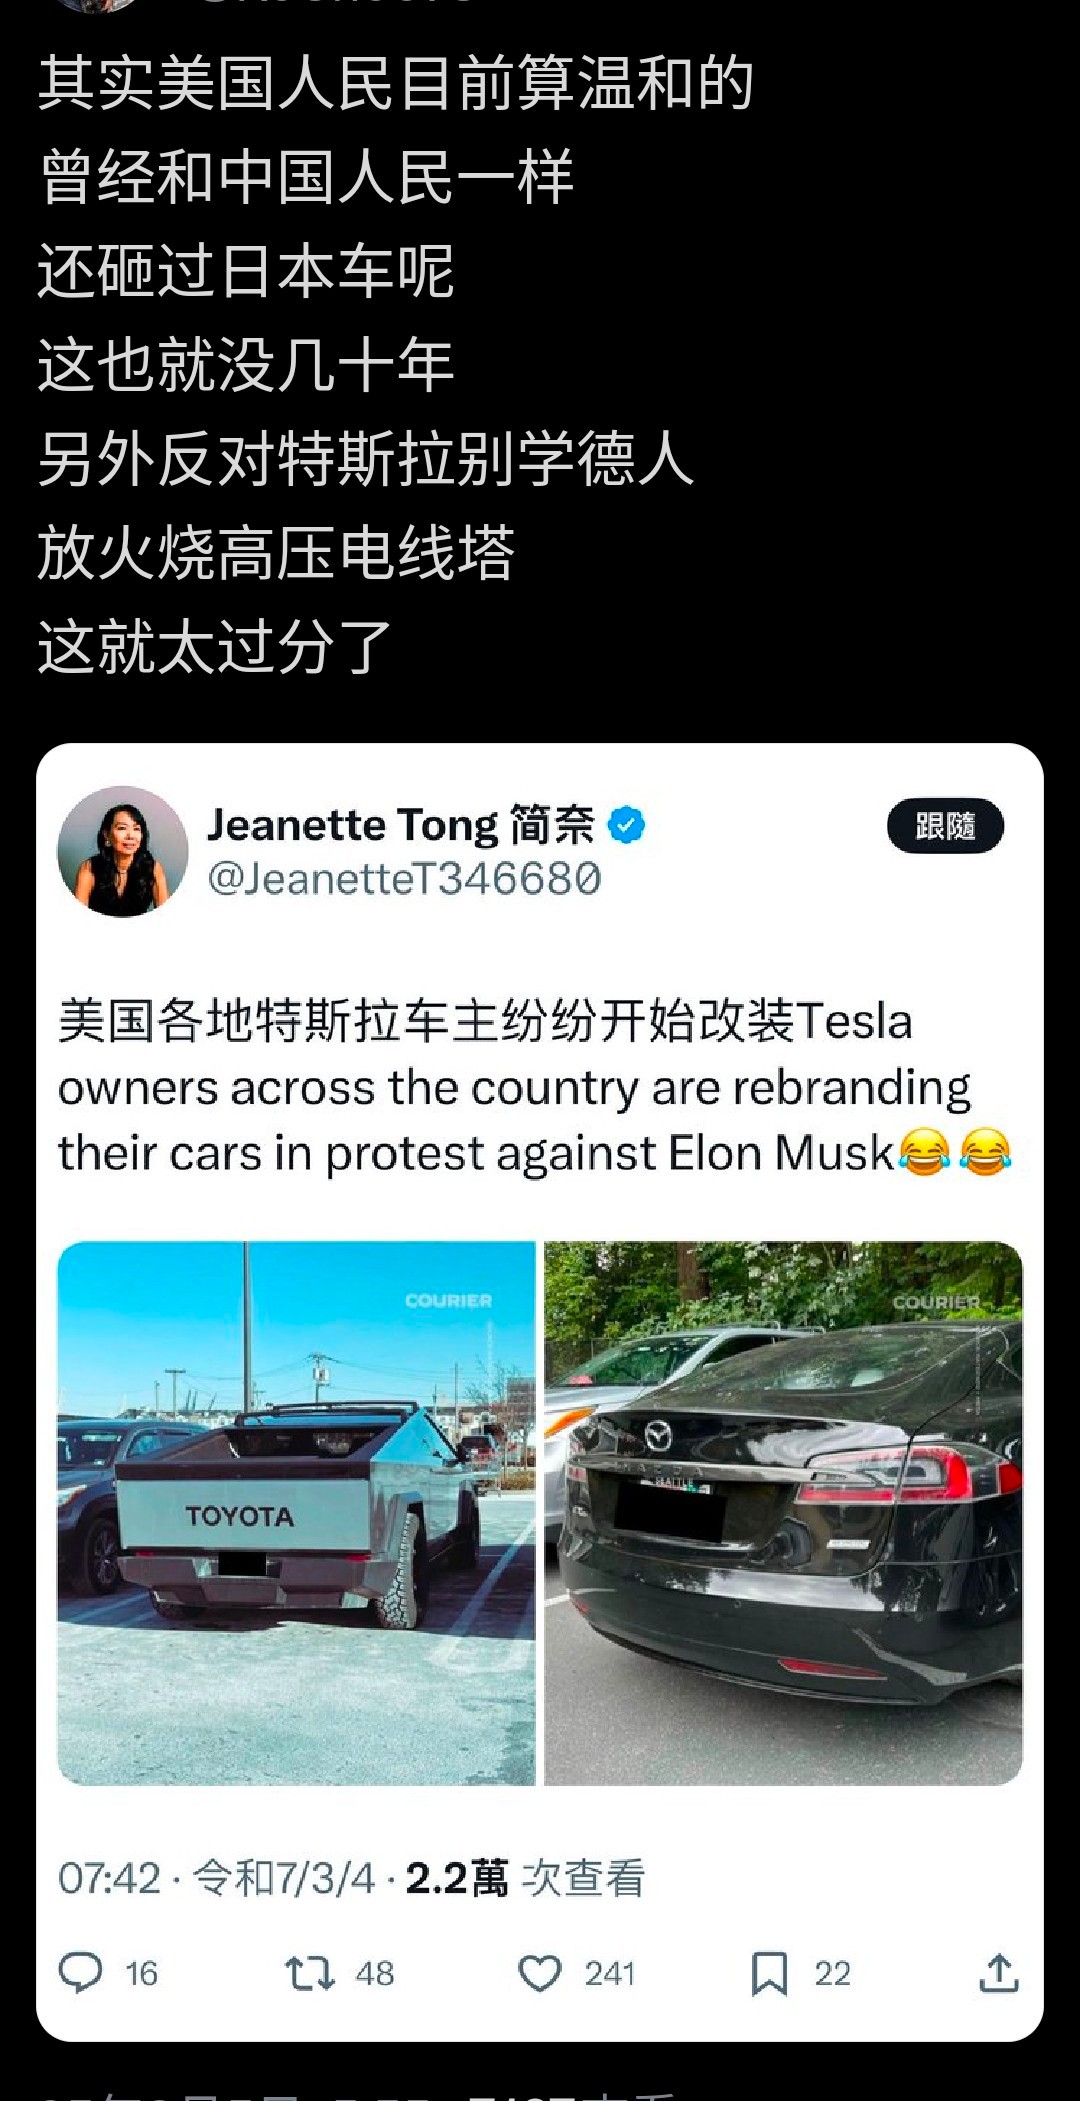 其实美国人民目前算温和的
曾经和中国人民一样
还砸过日本车呢
这也就没几十年
另外反对特斯拉别学德人
放火烧高压电线塔
这就太过分了
Jeanette Tong 简奈
跟隨
@JeanetteT346680
美国各地特斯拉车主纷纷开始改装Tesla
owners across the country are rebranding
their cars in protest against Elon Musk😂😂
COURIER
COURIER
TOYOTA
SEATTLE
07:42 · 令和7/3/4 · 2.2萬 次查看
16 48 241 22